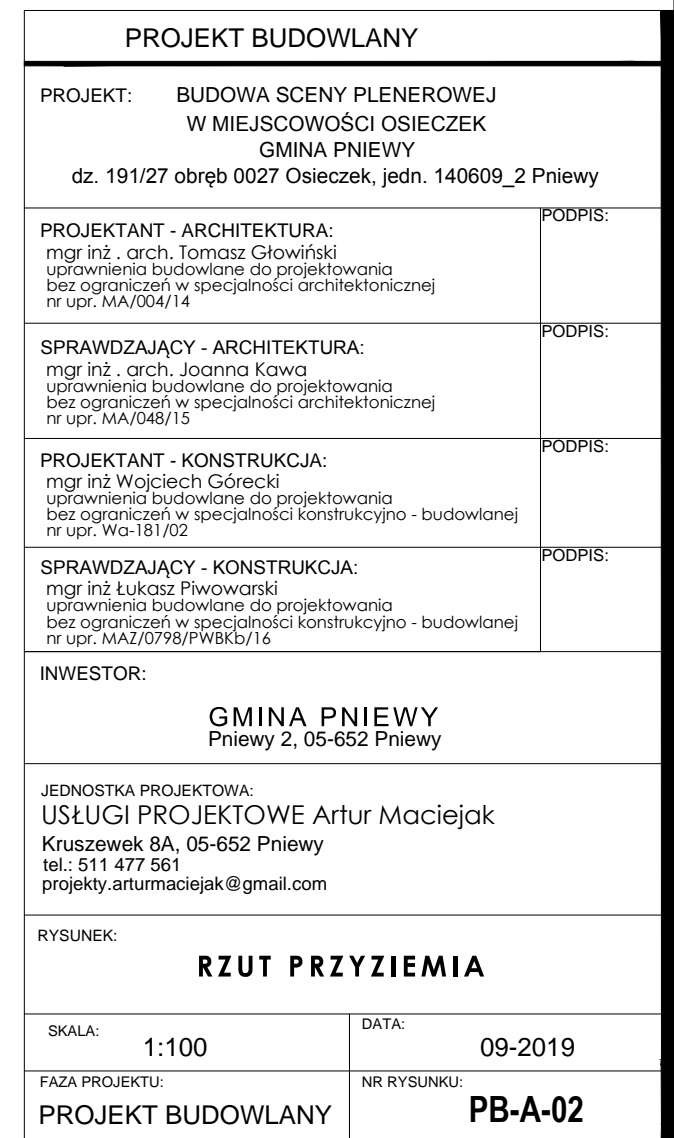 PROJEKT BUDOWLANY
PROJEKT: BUDOWA SCENY PLENEROWEJ
W MIEJSCOWOŚCI OSIECZEK
GMINA PNIEWY
dz. 191/27 obręb 0027 Osieczek, jedn. 140609_2 Pniewy
PROJEKTANT - ARCHITEKTURA:
PODPIS:
mgr inż . arch. Tomasz Głowiński
uprawnienia budowlane do projektowania
bez ograniczeń w specjalności architektonicznej
nr upr. MA/004/14
SPRAWDZAJĄCY - ARCHITEKTURA:
PODPIS:
mgr inż . arch. Joanna Kawa
uprawnienia budowlane do projektowania
bez ograniczeń w specjalności architektonicznej
nr upr. MA/048/15
PROJEKTANT - KONSTRUKCJA:
PODPIS:
mgr inż Wojciech Górecki
uprawnienia budowlane do projektowania
bez ograniczeń w specjalności konstrukcyjno - budowlanej
nr upr. Wa-181/02
SPRAWDZAJĄCY - KONSTRUKCJA:
PODPIS:
mgr inż Łukasz Piwowarski
uprawnienia budowlane do projektowania
bez ograniczeń w specjalności konstrukcyjno - budowlanej
nr upr. MAZ/0798/PWBKb/16
INWESTOR:
GMINA PNIEWY
Pniewy 2, 05-652 Pniewy
JEDNOSTKA PROJEKTOWA:
USŁUGI PROJEKTOWE Artur Maciejak
Kruszewek 8A, 05-652 Pniewy
tel.: 511 477 561
projekty.arturmaciejak@gmail.com
RYSUNEK:
RZUT PRZYZIEMIA
SKALA:
1:100
DATA:
09-2019
FAZA PROJEKTU:
PROJEKT BUDOWLANY
NR RYSUNKU:
PB-A-02